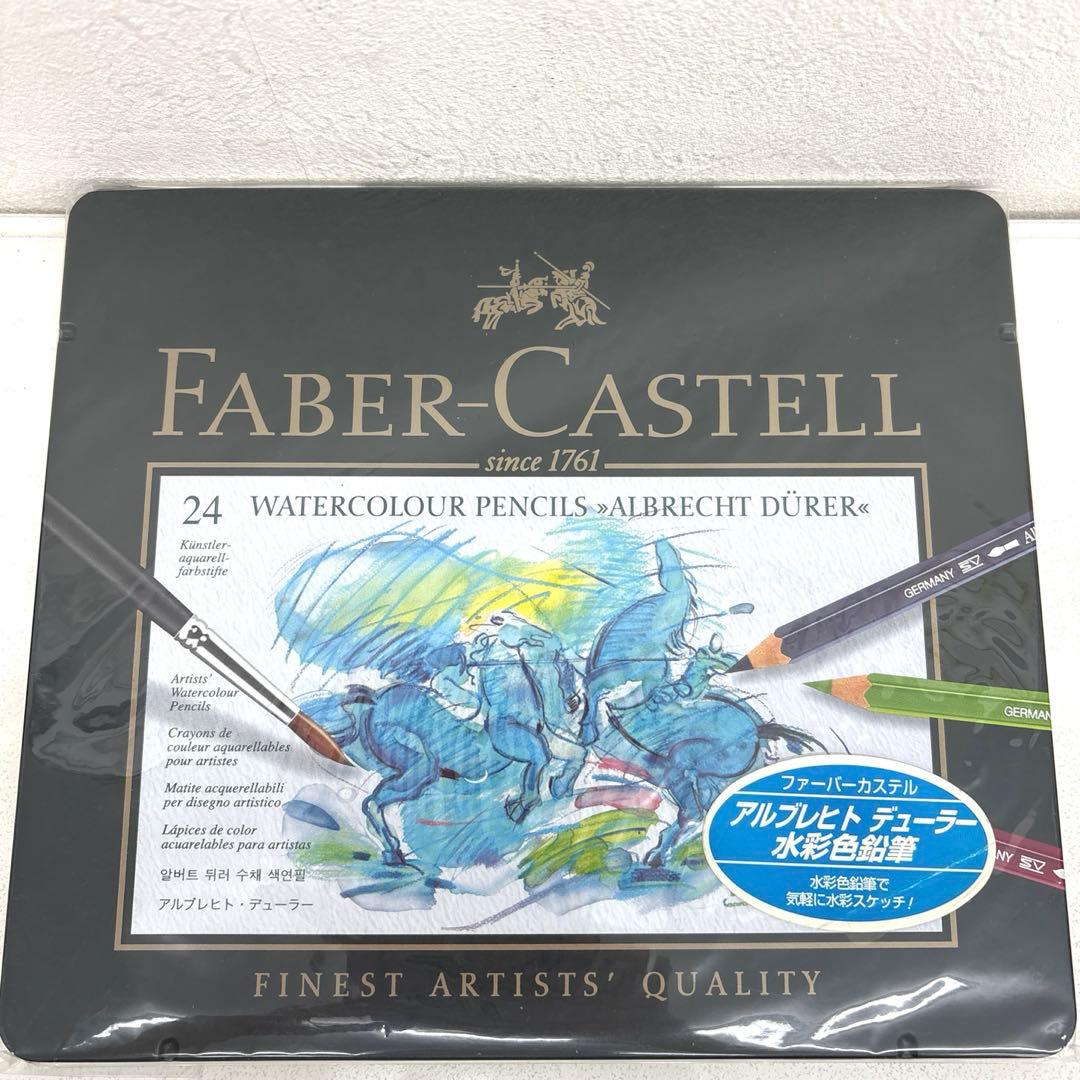 FABER-CASTELL
since 1761
24 WATERCOLOUR PENCILS »ALBRECHT DÜRER«
Künstler-
aquarell-
farbstifte
Artists'
Watercolour
Pencils
Crayons de
couleur aquarellables
pour artistes
Matite acquerellabili
per disegno artistico
Lápices de color
acuarelables para artistas
알버트 뒤러 수채 색연필
アルブレヒト・デューラー
GERMANY
GERMAN
ファーバーカステル
アルブレヒト デューラー
水彩色鉛筆
水彩色鉛筆で
気軽に水彩スケッチ!
FINEST ARTISTS' QUALITY